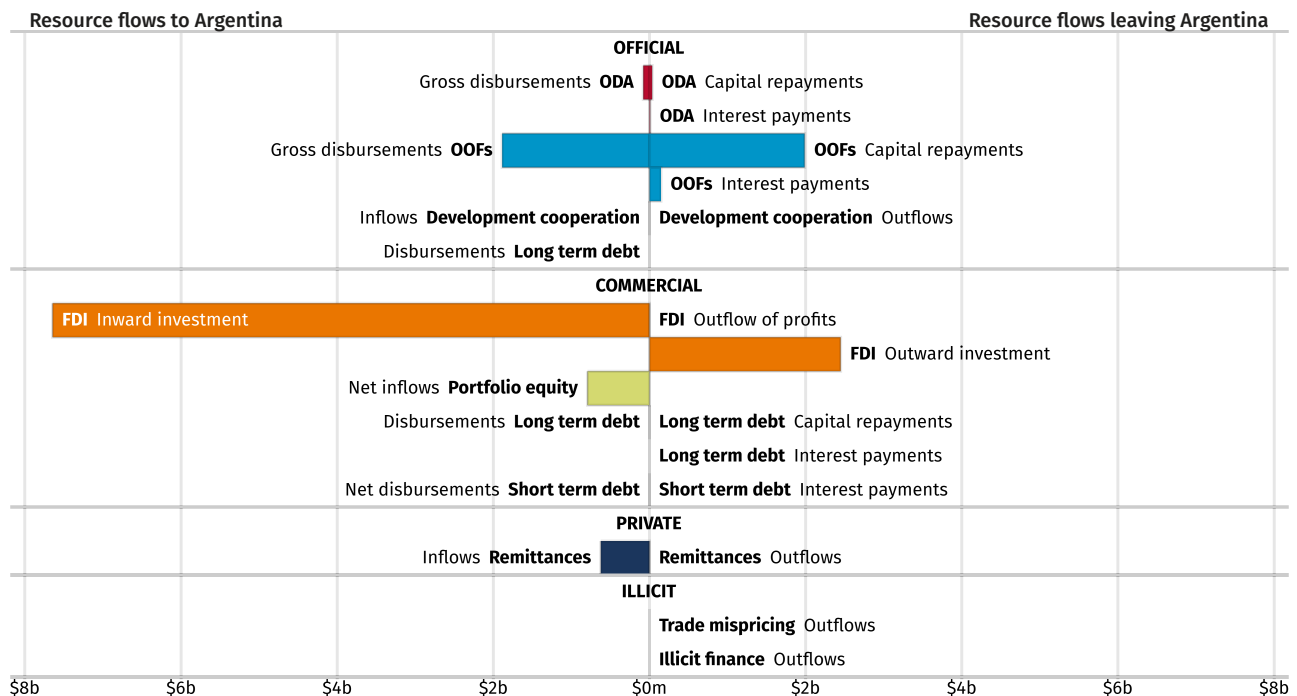 Resource flows to Argentina Resource flows leaving Argentina
OFFICIAL
Gross disbursements ODA ODA Capital repayments
ODA Interest payments
Gross disbursements OOFs OOFs Capital repayments
OOFs Interest payments
Inflows Development cooperation Development cooperation Outflows
Disbursements Long term debt
COMMERCIAL
FDI Inward investment FDI Outflow of profits
FDI Outward investment
Net inflows Portfolio equity
Disbursements Long term debt Long term debt Capital repayments
Long term debt Interest payments
Net disbursements Short term debt Short term debt Interest payments
PRIVATE
Inflows Remittances Remittances Outflows
ILLICIT
Trade mispricing Outflows
Illicit finance Outflows
$8b $6b $4b $2b $0m $2b $4b $6b $8b